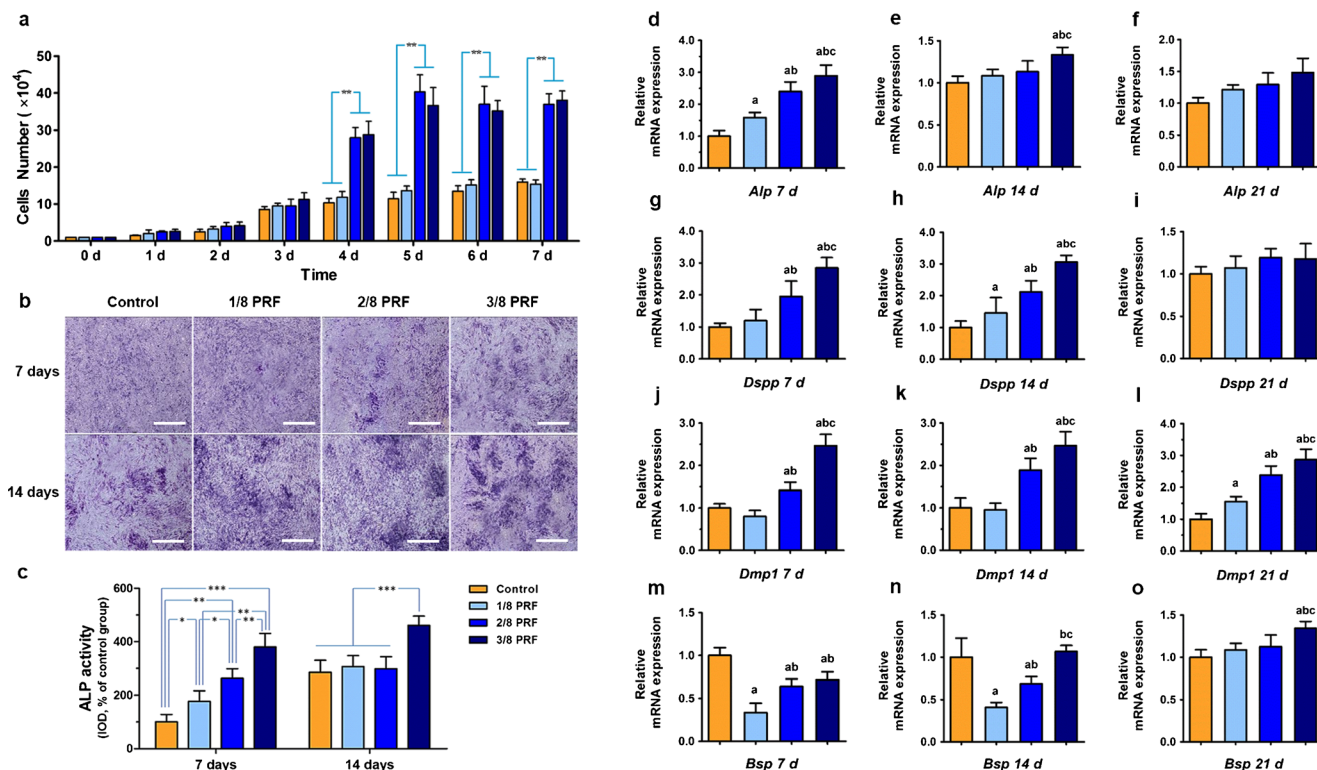 a
Cells Number (×10⁴)
50
40
30
20
10
0
**
**
**
**
0 d 1 d 2 d 3 d 4 d 5 d 6 d 7 d
Time
b
Control 1/8 PRF 2/8 PRF 3/8 PRF
7 days
14 days
c
ALP activity
(IOD, % of control group)
600
400
200
000
***
**
**
* * **
***
7 days 14 days
Control
1/8 PRF
2/8 PRF
3/8 PRF
d
Relative
mRNA expression
4.0
3.0
2.0
1.0
0.0
a
ab
abc
Alp 7 d
e
Relative
mRNA expression
1.5
1.0
0.5
0.0
abc
Alp 14 d
f
Relative
mRNA expression
2.0
1.5
1.0
0.5
0.0
Alp 21 d
g
Relative
mRNA expression
4.0
3.0
2.0
1.0
0.0
ab
abc
Dspp 7 d
h
Relative
mRNA expression
4.0
3.0
2.0
1.0
0.0
a
ab
abc
Dspp 14 d
i
Relative
mRNA expression
1.5
1.0
0.5
0.0
Dspp 21 d
j
Relative
mRNA expression
3.0
2.0
1.0
0.0
ab
abc
Dmp1 7 d
k
Relative
mRNA expression
3.0
2.0
1.0
0.0
ab
abc
Dmp1 14 d
l
Relative
mRNA expression
4.0
3.0
2.0
1.0
0.0
a
ab
abc
Dmp1 21 d
m
Relative
mRNA expression
1.5
1.0
0.5
0.0
a
ab
ab
Bsp 7 d
n
Relative
mRNA expression
1.5
1.0
0.5
0.0
a
ab
bc
Bsp 14 d
o
Relative
mRNA expression
1.5
1.0
0.5
0.0
abc
Bsp 21 d